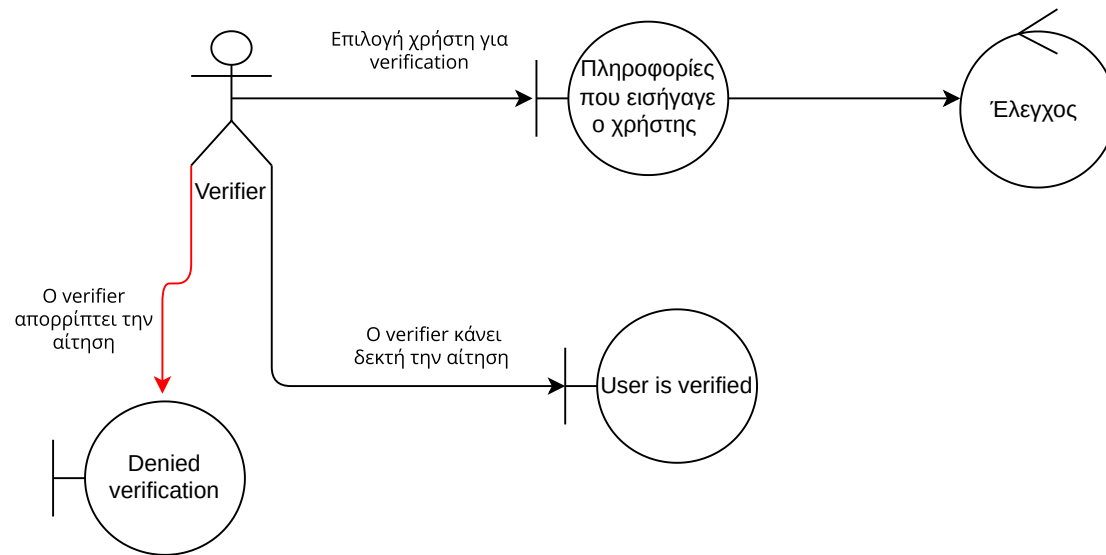 Επιλογή χρήστη για
verification
Πληροφορίες
που εισήγαγε
ο χρήστης
Έλεγχος
Verifier
Ο verifier
απορρίπτει την
αίτηση
Ο verifier κάνει
δεκτή την αίτηση
User is verified
Denied
verification